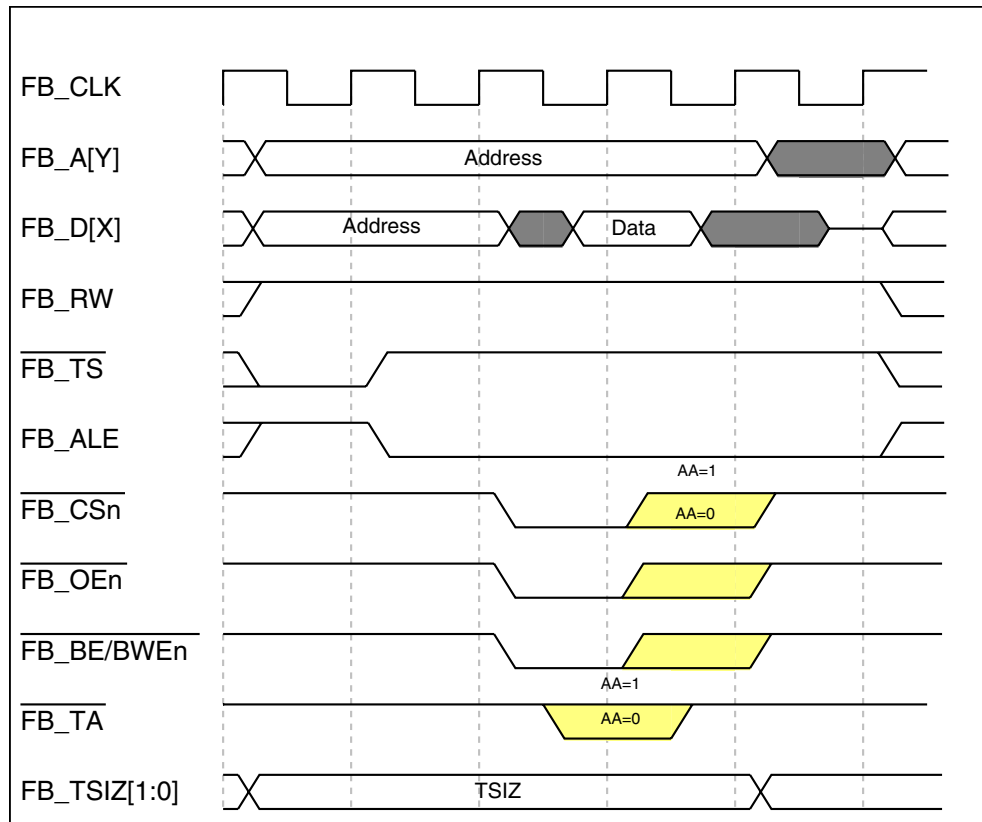 FB_CLK
FB_A[Y]
Address
FB_D[X]
Address
Data
FB_RW
FB_TS
FB_ALE
AA=1
FB_CSn
AA=0
FB_OEn
FB_BE/BWEn
AA=1
FB_TA
AA=0
FB_TSIZ[1:0]
TSIZ